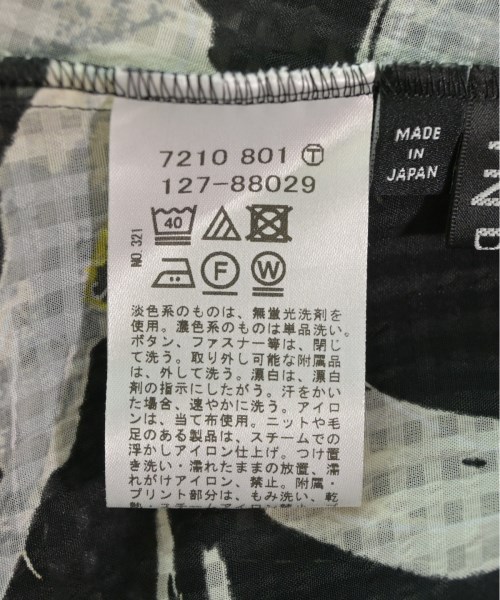 7210 801 Ⓣ
127-88029
MADE
IN
JAPAN
NO. 321
40
F
W
淡色系のものは、無蛍光洗剤を
使用。濃色系のものは単品洗い。
ボタン、ファスナー等は、閉じ
て洗う。取り外し可能な附属品
は、外して洗う。漂白は、漂白
剤の指示にしたがう。汗をかい
た場合、速やかに洗う。アイロ
ンは、当て布使用。ニットや毛
足のある製品は、スチームでの
浮かしアイロン仕上げ。つけ置
き洗い・濡れたままの放置、濡
れがけアイロン、禁止。附属・
プリント部分は、もみ洗い、乾